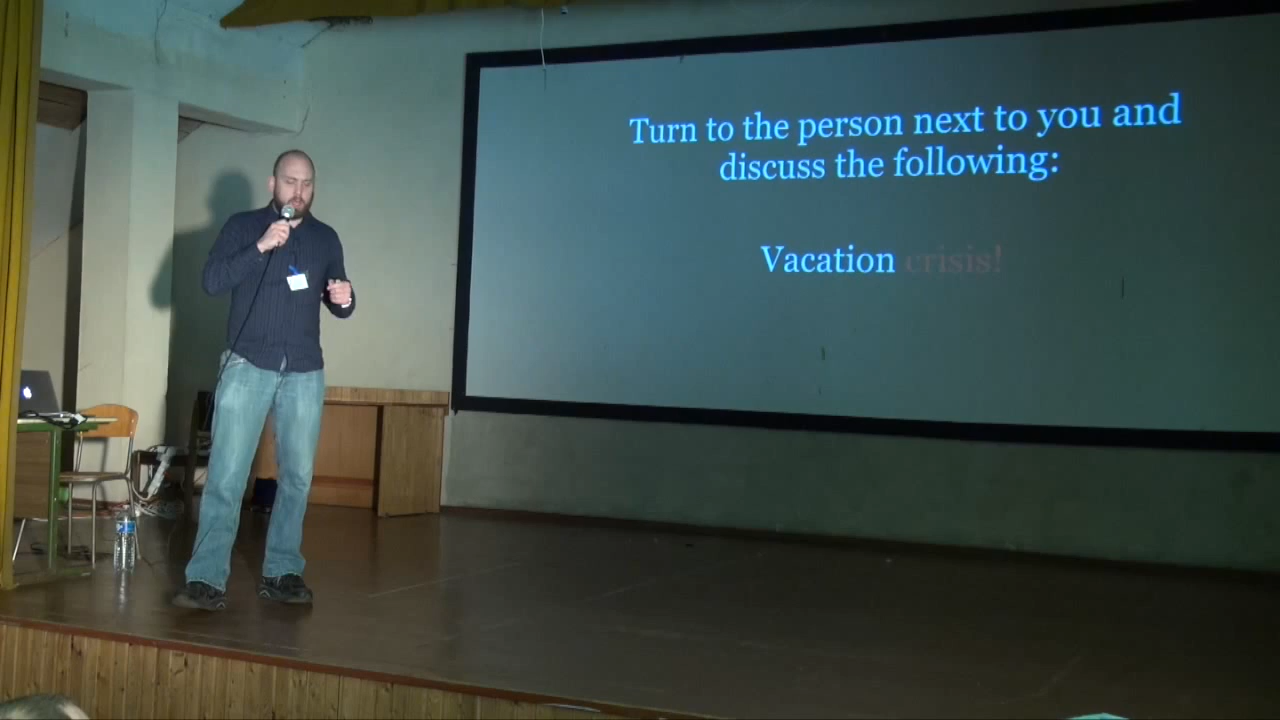 Turn to the person next to you and
discuss the following:
Vacation crisis!